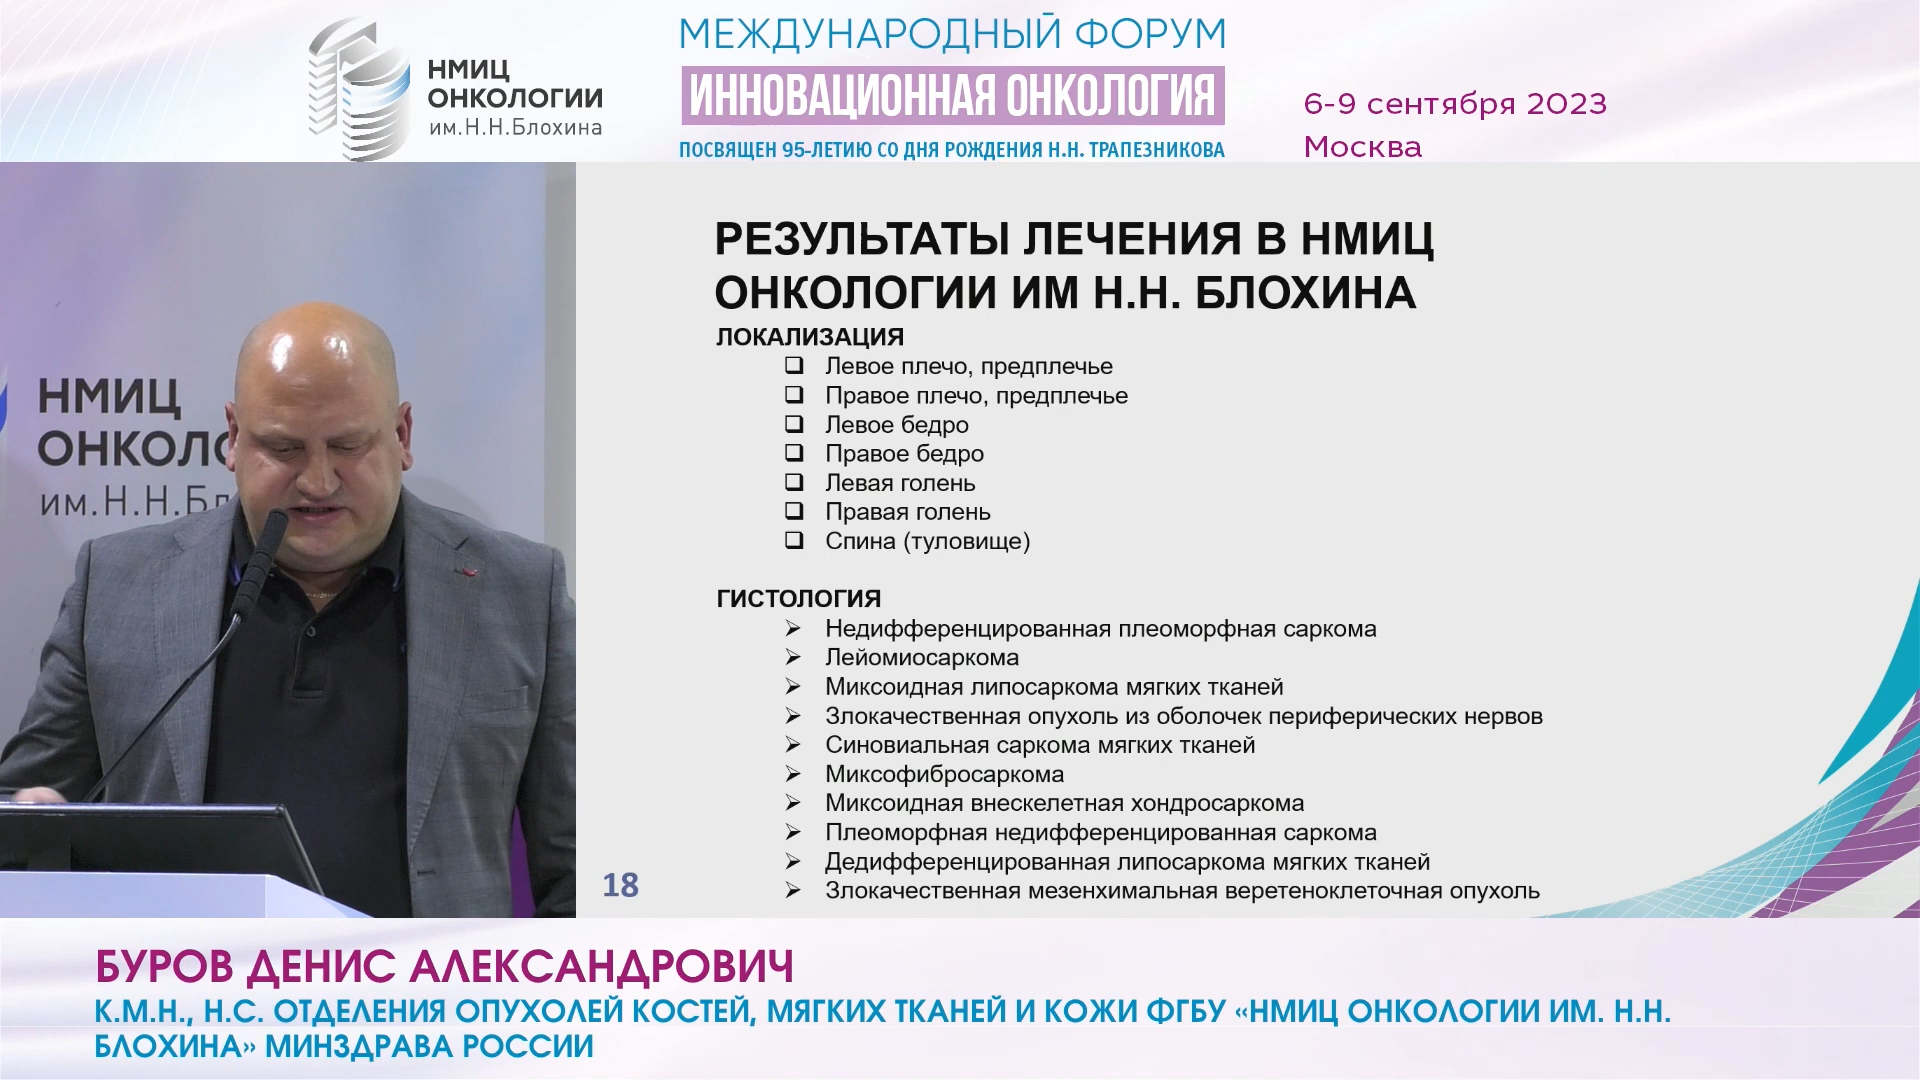 НМИЦ
ОНКОЛОГИИ
им.Н.Н.Блохина
МЕЖДУНАРОДНЫЙ ФОРУМ
ИННОВАЦИОННАЯ ОНКОЛОГИЯ
ПОСВЯЩЕН 95-ЛЕТИЮ СО ДНЯ РОЖДЕНИЯ Н.Н. ТРАПЕЗНИКОВА
6-9 сентября 2023
Москва
НМИЦ
ОНКОЛО
им.Н.Н.Бл
РЕЗУЛЬТАТЫ ЛЕЧЕНИЯ В НМИЦ
ОНКОЛОГИИ ИМ Н.Н. БЛОХИНА
ЛОКАЛИЗАЦИЯ
❑ Левое плечо, предплечье
❑ Правое плечо, предплечье
❑ Левое бедро
❑ Правое бедро
❑ Левая голень
❑ Правая голень
❑ Спина (туловище)
ГИСТОЛОГИЯ
➢ Недифференцированная плеоморфная саркома
➢ Лейомиосаркома
➢ Миксоидная липосаркома мягких тканей
➢ Злокачественная опухоль из оболочек периферических нервов
➢ Синовиальная саркома мягких тканей
➢ Миксофибросаркома
➢ Миксоидная внескелетная хондросаркома
➢ Плеоморфная недифференцированная саркома
➢ Дедифференцированная липосаркома мягких тканей
➢ Злокачественная мезенхимальная веретеноклеточная опухоль
18
БУРОВ ДЕНИС АЛЕКСАНДРОВИЧ
К.М.Н., Н.С. ОТДЕЛЕНИЯ ОПУХОЛЕЙ КОСТЕЙ, МЯГКИХ ТКАНЕЙ И КОЖИ ФГБУ «НМИЦ ОНКОЛОГИИ ИМ. Н.Н.
БЛОХИНА» МИНЗДРАВА РОССИИ